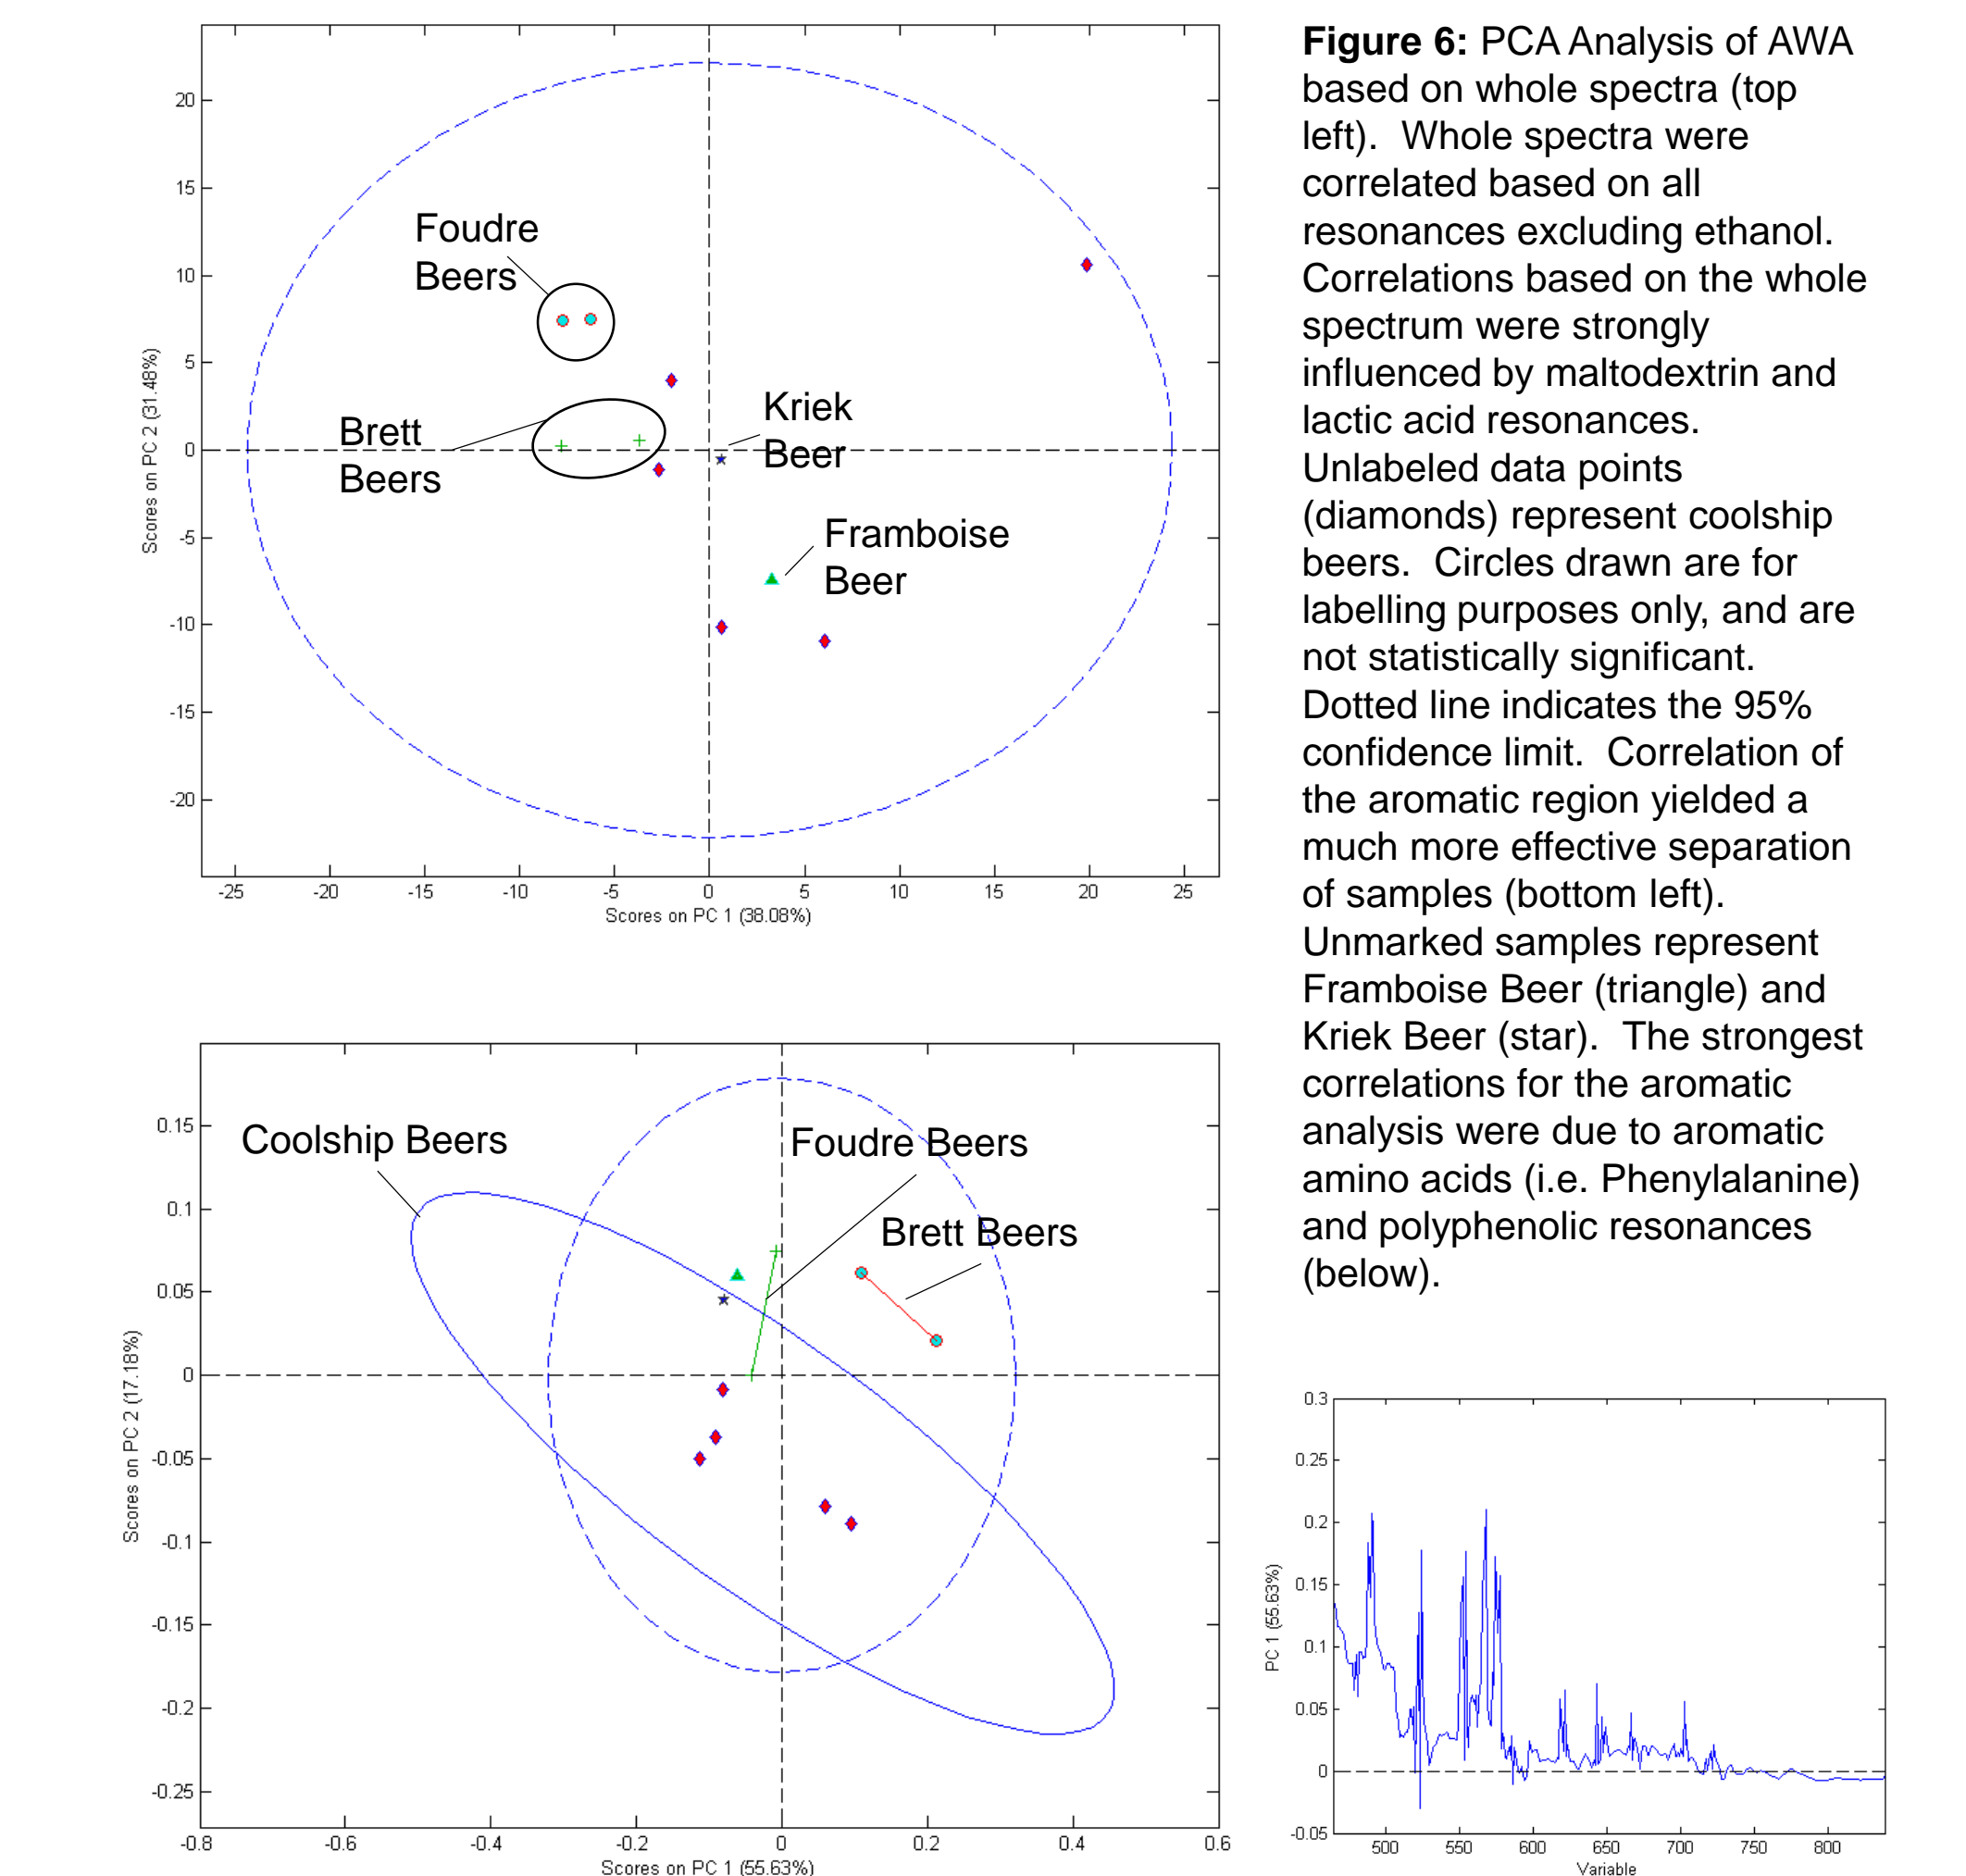 20
15
10
5
0
-5
-10
-15
-20
Scores on PC 2 (31.48%)
Foudre
Beers
Brett
Beers
Kriek
Beer
Framboise
Beer
-25
-20
-15
-10
-5
0
5
10
15
20
25
Scores on PC 1 (38.08%)
Figure 6: PCA Analysis of AWA
based on whole spectra (top
left). Whole spectra were
correlated based on all
resonances excluding ethanol.
Correlations based on the whole
spectrum were strongly
influenced by maltodextrin and
lactic acid resonances.
Unlabeled data points
(diamonds) represent coolship
beers. Circles drawn are for
labelling purposes only, and are
not statistically significant.
Dotted line indicates the 95%
confidence limit. Correlation of
the aromatic region yielded a
much more effective separation
of samples (bottom left).
Unmarked samples represent
Framboise Beer (triangle) and
Kriek Beer (star). The strongest
correlations for the aromatic
analysis were due to aromatic
amino acids (i.e. Phenylalanine)
and polyphenolic resonances
(below).
0.15
0.1
0.05
0
-0.05
-0.1
-0.15
-0.2
-0.25
Scores on PC 2 (17.18%)
Coolship Beers
Foudre Beers
Brett Beers
-0.8
-0.6
-0.4
-0.2
0
0.2
0.4
0.6
Scores on PC 1 (55.63%)
0.3
0.25
0.2
0.15
0.1
0.05
0
-0.05
PC 1 (55.63%)
500
550
600
650
700
750
800
Variable